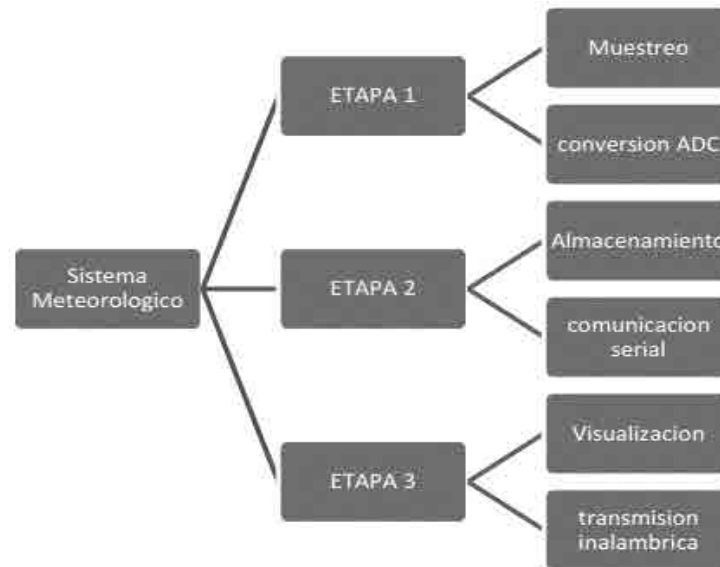 Sistema
Meteorologico
ETAPA 1
Muestreo
conversion ADC
ETAPA 2
Almacenamiento
comunicacion
serial
ETAPA 3
Visualizacion
transmision
inalambrica